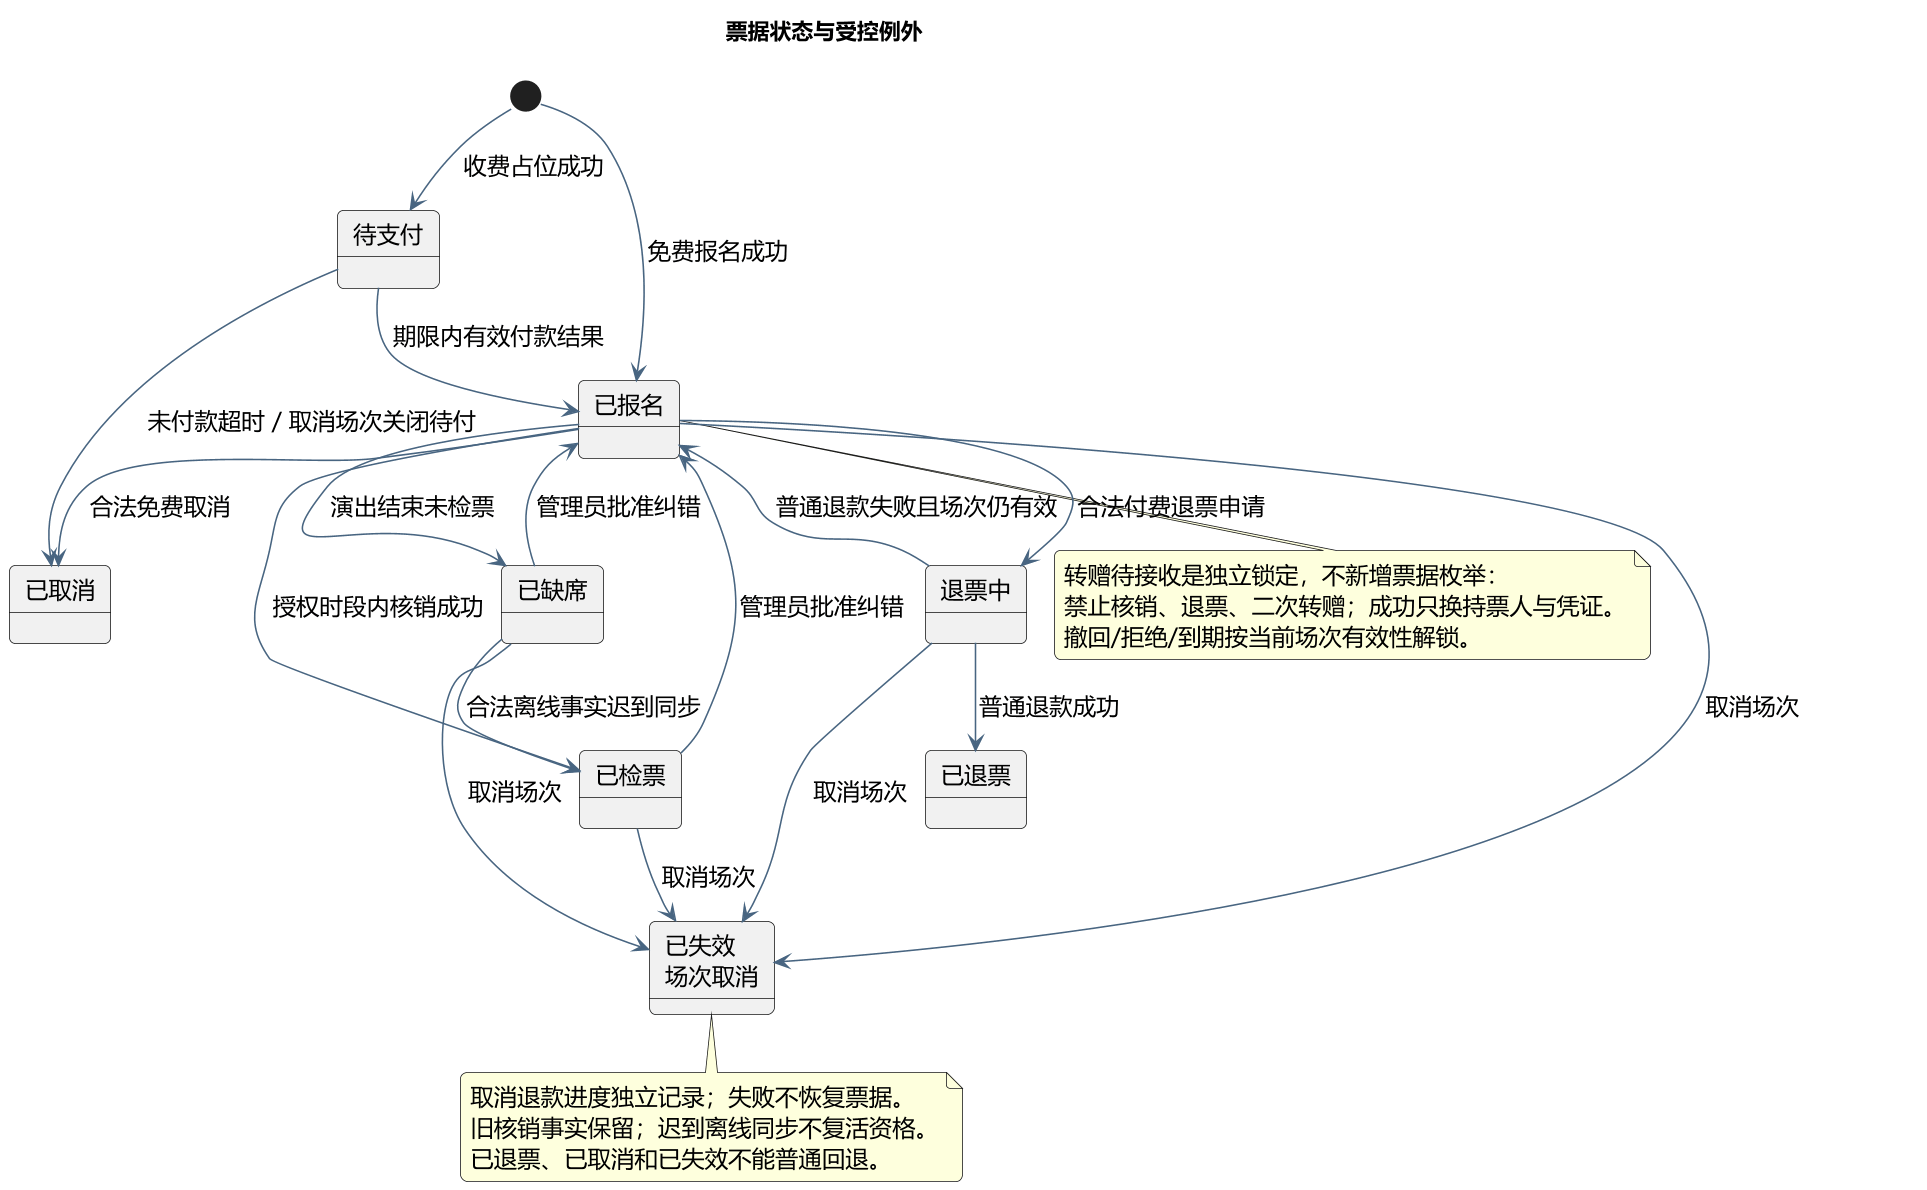 票据状态与受控例外
收费占位成功
待支付
免费报名成功
期限内有效付款结果
已报名
未付款超时 / 取消场次关闭待付
合法免费取消
演出结束未检票
管理员批准纠错
普通退款失败且场次仍有效
合法付费退票申请
已取消
已缺席
退票中
转赠待接收是独立锁定，不新增票据枚举：
禁止核销、退票、二次转赠；成功只换持票人与凭证。
撤回/拒绝/到期按当前场次有效性解锁。
授权时段内核销成功
管理员批准纠错
合法离线事实迟到同步
普通退款成功
取消场次
已检票
已退票
取消场次
取消场次
取消场次
已失效
场次取消
取消退款进度独立记录；失败不恢复票据。
旧核销事实保留；迟到离线同步不复活资格。
已退票、已取消和已失效不能普通回退。